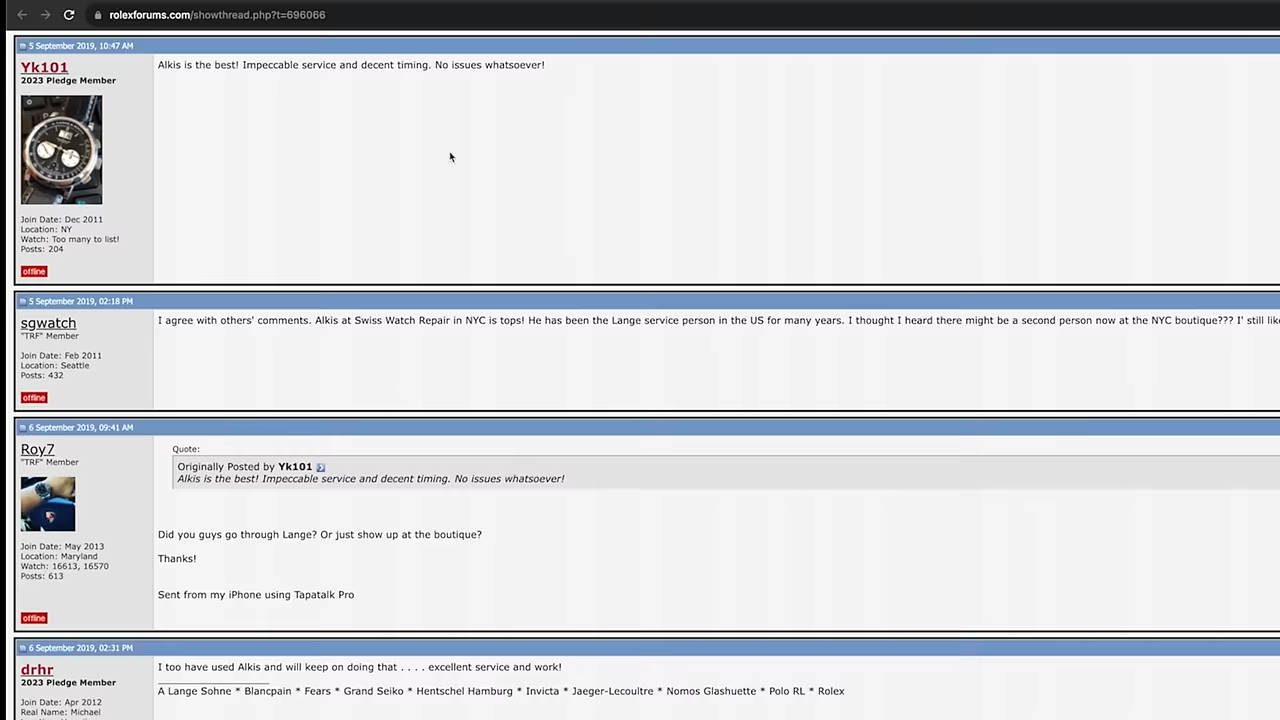 rolexforums.com/showthread.php?t=696066
5 September 2019, 10:47 AM
Yk101
2023 Pledge Member
Alkis is the best! Impeccable service and decent timing. No issues whatsoever!
Join Date: Dec 2011
Location: NY
Watch: Too many to list!
Posts: 204
offline
5 September 2019, 02:18 PM
sgwatch
"TRF" Member
I agree with others' comments. Alkis at Swiss Watch Repair in NYC is tops! He has been the Lange service person in the US for many years. I thought I heard there might be a second person now at the NYC boutique??? I' still
Join Date: Feb 2011
Location: Seattle
Posts: 432
offline
6 September 2019, 09:41 AM
Roy7
"TRF" Member
Quote:
Originally Posted by Yk101
Alkis is the best! Impeccable service and decent timing. No issues whatsoever!
Did you guys go through Lange? Or just show up at the boutique?
Thanks!
Sent from my iPhone using Tapatalk Pro
Join Date: May 2013
Location: Maryland
Watch: 16613, 16570
Posts: 613
offline
6 September 2019, 02:31 PM
drhr
2023 Pledge Member
I too have used Alkis and will keep on doing that . . . . excellent service and work!
A Lange Sohne * Blancpain * Fears * Grand Seiko * Hentschel Hamburg * Invicta * Jaeger-Lecoultre * Nomos Glashuette * Polo RL * Rolex
Join Date: Apr 2012
Real Name: Michael